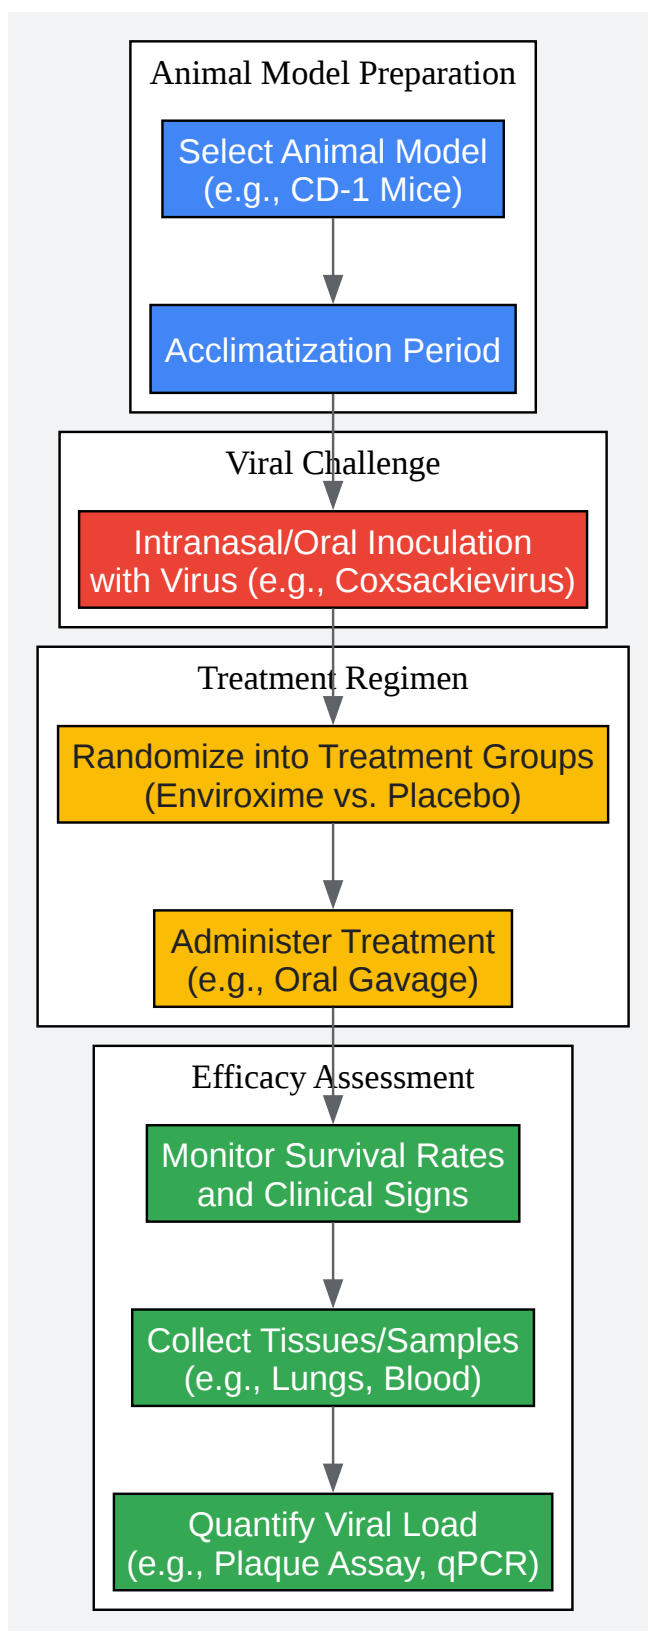 Animal Model Preparation
Select Animal Model
(e.g., CD-1 Mice)
Acclimatization Period
Viral Challenge
Intranasal/Oral Inoculation
with Virus (e.g., Coxsackievirus)
Treatment Regimen
Randomize into Treatment Groups
(Enviroxime vs. Placebo)
Administer Treatment
(e.g., Oral Gavage)
Efficacy Assessment
Monitor Survival Rates
and Clinical Signs
Collect Tissues/Samples
(e.g., Lungs, Blood)
Quantify Viral Load
(e.g., Plaque Assay, qPCR)